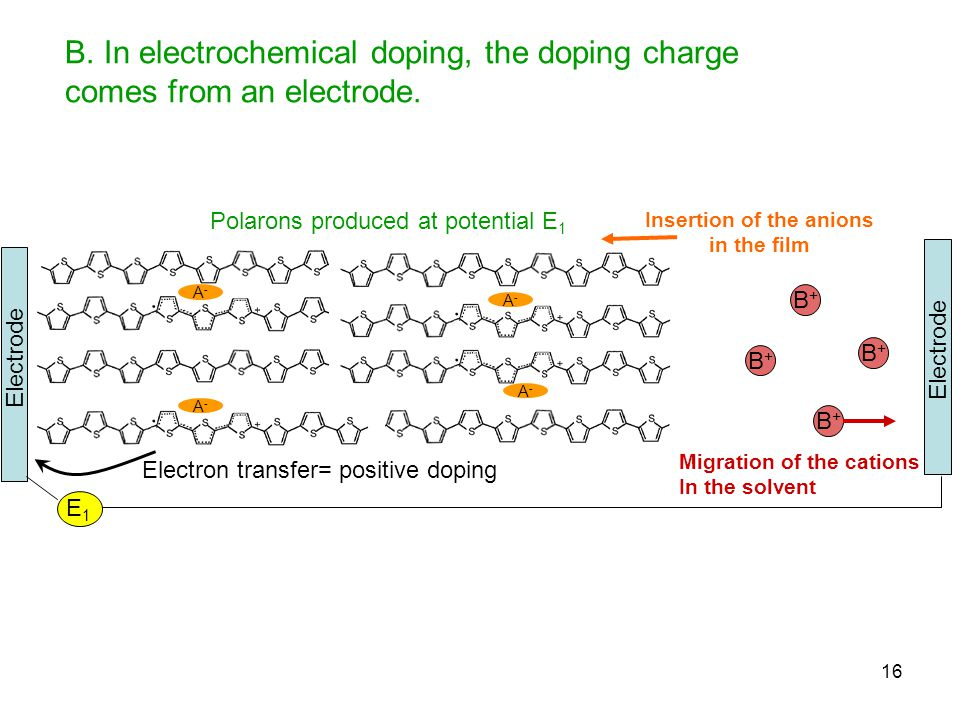 B. In electrochemical doping, the doping charge
comes from an electrode.
Polarons produced at potential E₁
Insertion of the anions
in the film
Electrode
S S S S S S S S
S S S S S S S S
A-
A-
B+
S S S S S S S S
S S S S S S S S
B+
B+
Electrode
S S S S S S S S
S S S S S S S S
A-
A-
B+
S S S S S S S S
S S S S S S S
Electron transfer= positive doping
Migration of the cations
In the solvent
E₁
16